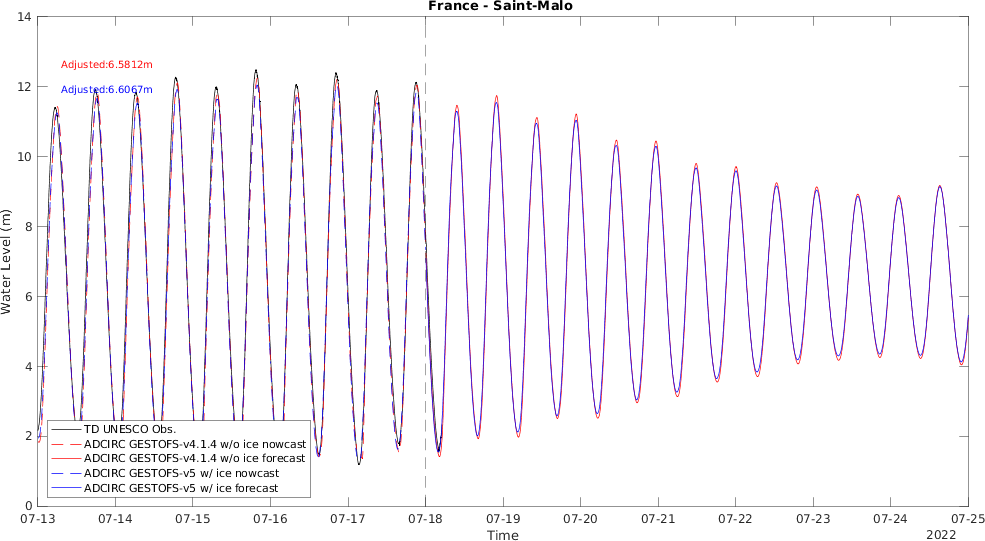 France - Saint-Malo
14
Adjusted:6.5812m
Adjusted:6.6067m
12
10
8
6
4
2
0
Water Level (m)
TD UNESCO Obs.
ADCIRC GESTOFS-v4.1.4 w/o ice nowcast
ADCIRC GESTOFS-v4.1.4 w/o ice forecast
ADCIRC GESTOFS-v5 w/ ice nowcast
ADCIRC GESTOFS-v5 w/ ice forecast
07-13 07-14 07-15 07-16 07-17 07-18 07-19 07-20 07-21 07-22 07-23 07-24 07-25
Time
2022